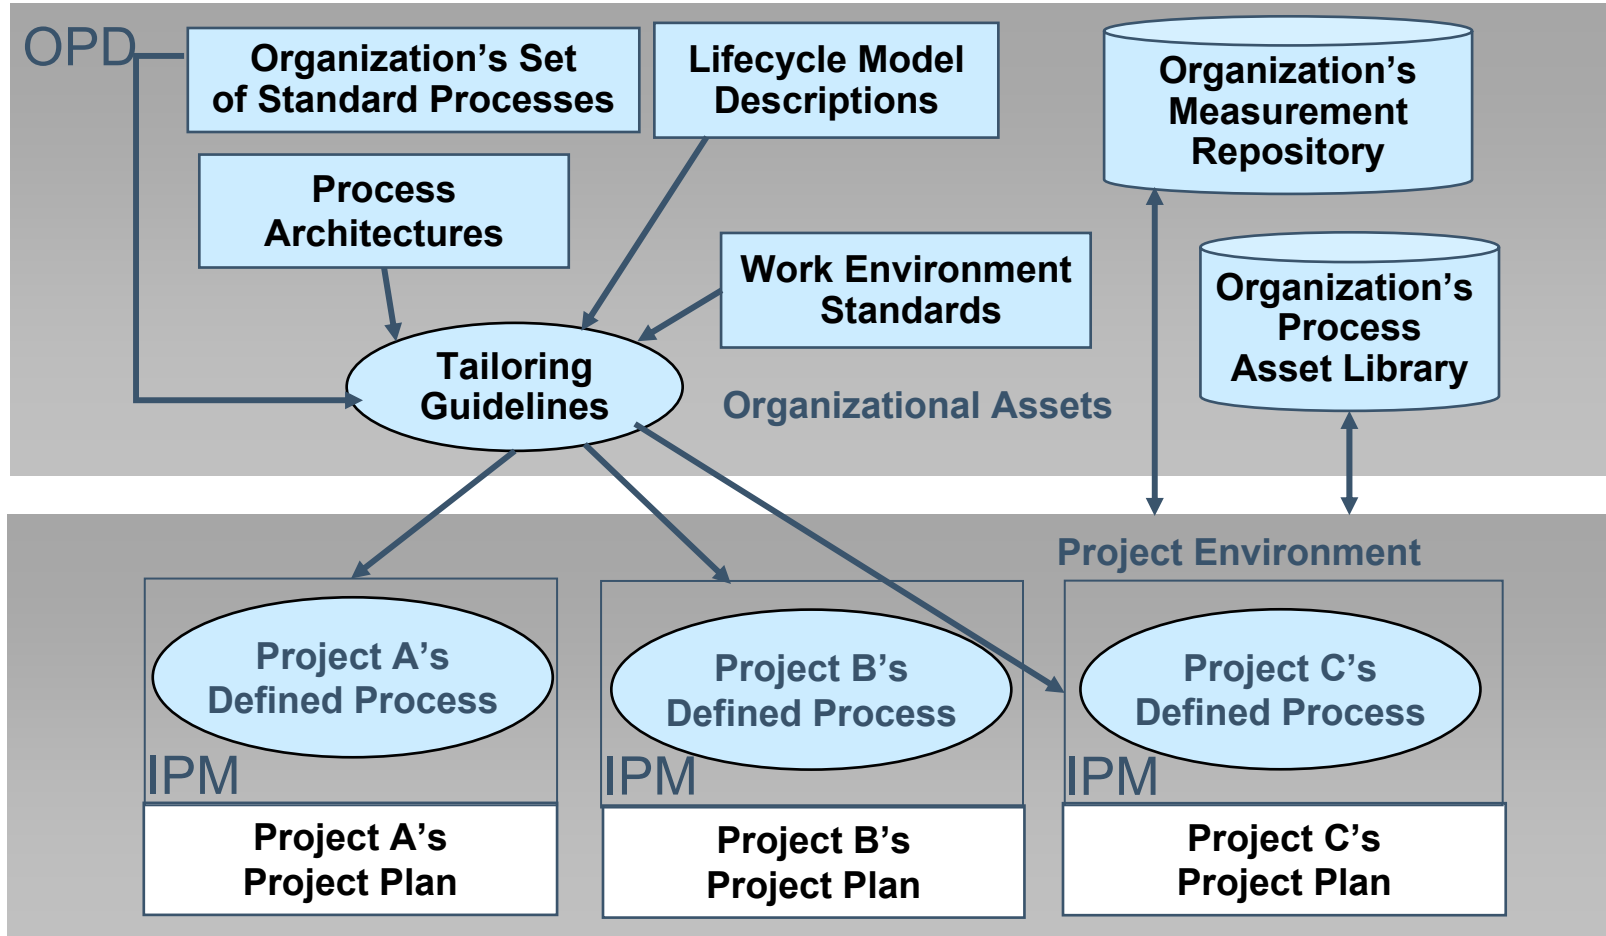 OPD
Organization’s Set
of Standard Processes
Lifecycle Model
Descriptions
Organization’s
Measurement
Repository
Process
Architectures
Work Environment
Standards
Organization’s
Process
Asset Library
Tailoring
Guidelines
Organizational Assets
Project Environment
Project A’s
Defined Process
IPM
Project A’s
Project Plan
Project B’s
Defined Process
IPM
Project B’s
Project Plan
Project C’s
Defined Process
IPM
Project C’s
Project Plan